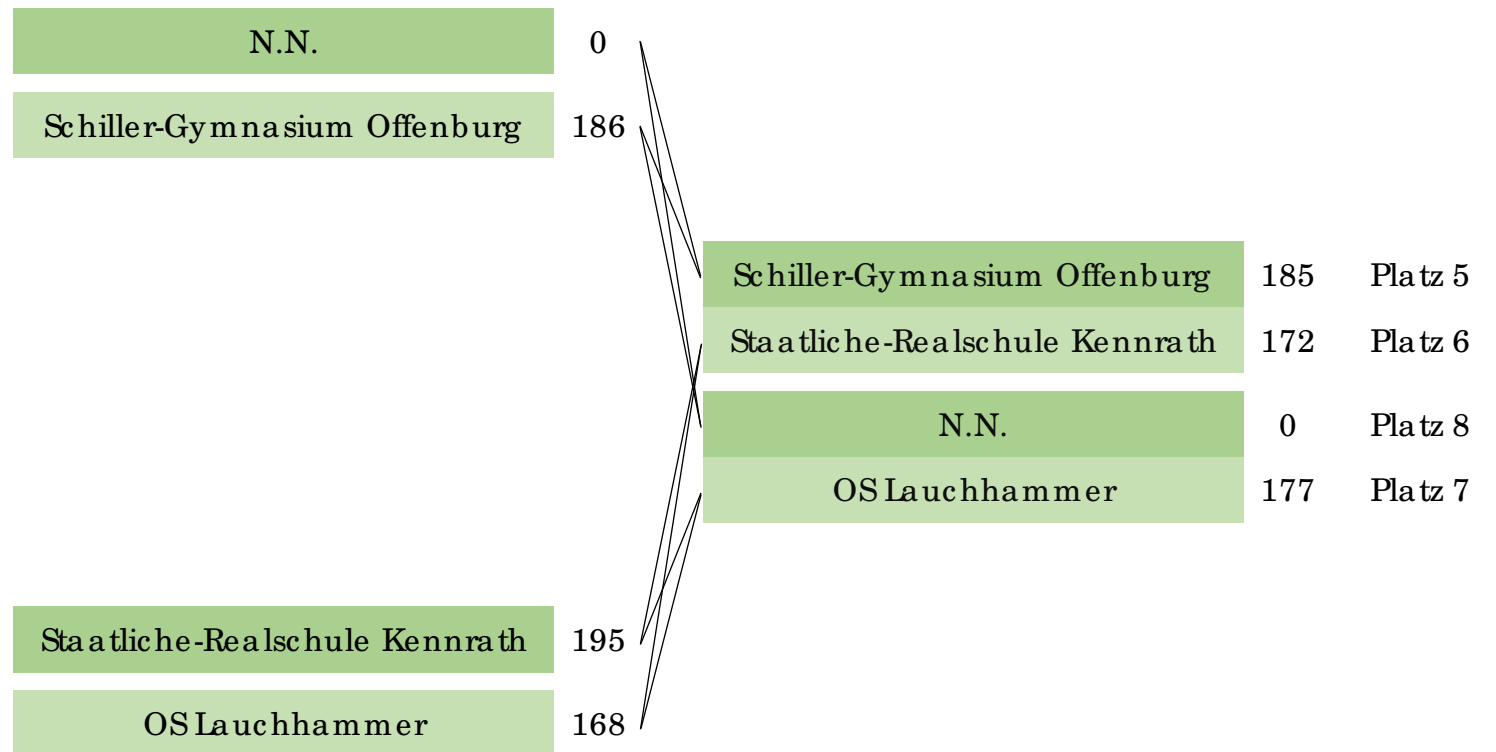 N.N. 0
Schiller-Gymnasium Offenburg 186
Schiller-Gymnasium Offenburg 185 Platz 5
Staatliche-Realschule Kennrath 172 Platz 6
N.N. 0 Platz 8
OS Lauchhammer 177 Platz 7
Staatliche-Realschule Kennrath 195
OS Lauchhammer 168